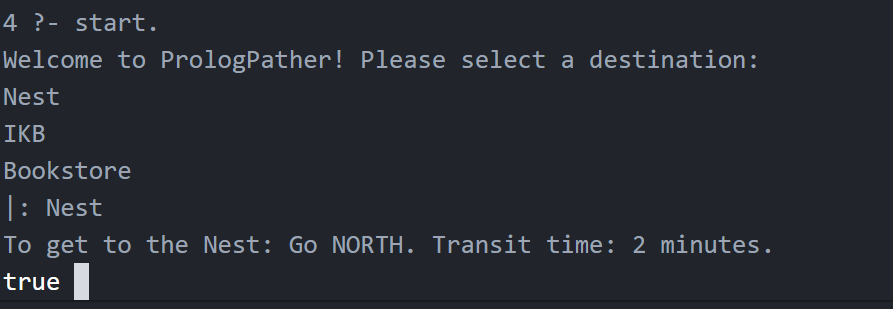 4 ?- start.
Welcome to PrologPather! Please select a destination:
Nest
IKB
Bookstore
|: Nest
To get to the Nest: Go NORTH. Transit time: 2 minutes.
true